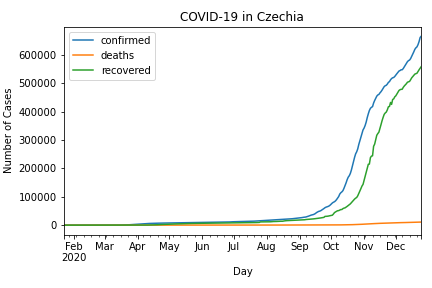 COVID-19 in Czechia
confirmed
deaths
recovered
Number of Cases
600000
500000
400000
300000
200000
100000
0
Feb Mar Apr May Jun Jul Aug Sep Oct Nov Dec
2020
Day